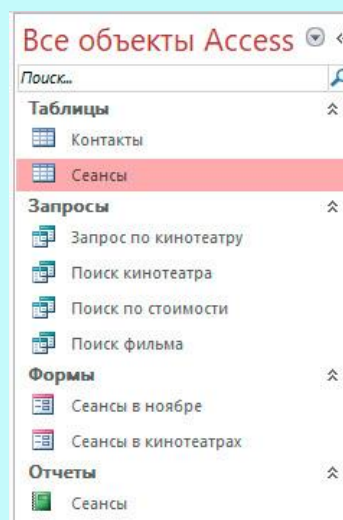 Все объекты Access
Поиск...
Таблицы
Контакты
Сеансы
Запросы
Запрос по кинотеатру
Поиск кинотеатра
Поиск по стоимости
Поиск фильма
Формы
Сеансы в ноябре
Сеансы в кинотеатрах
Отчеты
Сеансы